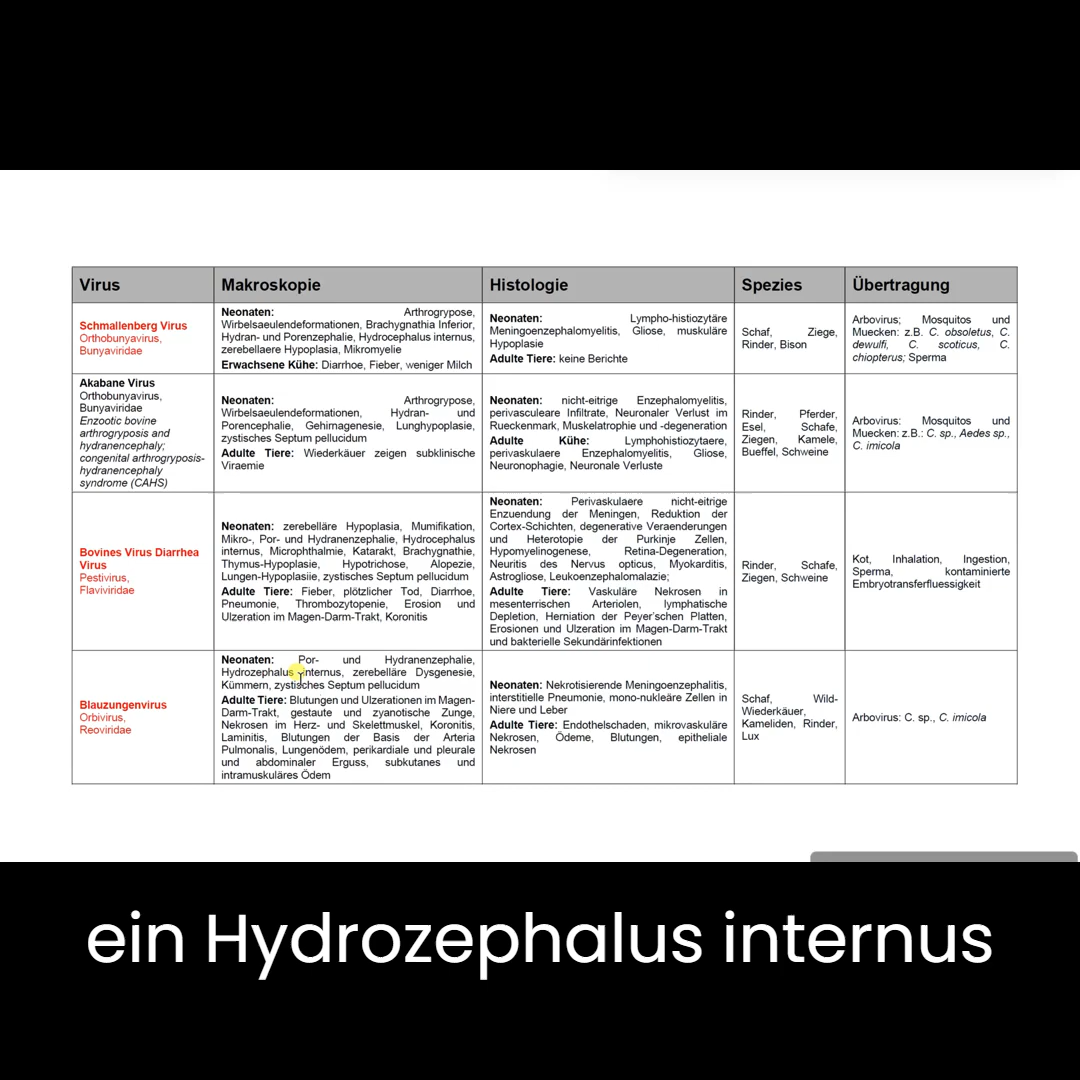 Virus
Makroskopie
Histologie
Spezies
Übertragung
Schmallenberg Virus
Orthobunyavirus,
Bunyaviridae
Neonaten: Arthrogrypose,
Wirbelsaeulendeformationen, Brachygnathia Inferior,
Hydran- und Porenzephalie, Hydrocephalus internus,
zerebellaere Hypoplasia, Mikromyelie
Erwachsene Kühe: Diarrhoe, Fieber, weniger Milch
Neonaten: Lympho-histiozytäre
Meningoenzephalomyelitis, Gliose, muskuläre
Hypoplasie
Adulte Tiere: keine Berichte
Schaf, Ziege,
Rinder, Bison
Arbovirus; Mosquitos und
Muecken: z.B. C. obsoletus, C.
dewulfi, C. scoticus, C.
chiopterus; Sperma
Akabane Virus
Orthobunyavirus,
Bunyaviridae
Enzootic bovine
arthrogryposis and
hydranencephaly;
congenital arthrogryposis-
hydranencephaly
syndrome (CAHS)
Neonaten: Arthrogrypose,
Wirbelsaeulendeformationen, Hydran- und
Porencephalie, Gehirnagenesie, Lunghypoplasie,
zystisches Septum pellucidum
Adulte Tiere: Wiederkäuer zeigen subklinische
Viraemie
Neonaten: nicht-eitrige Enzephalomyelitis,
perivasculeare Infiltrate, Neuronaler Verlust im
Rueckenmark, Muskelatrophie und -degeneration
Adulte Kühe: Lymphohistiozytaere,
perivaskulaere Enzephalomyelitis, Gliose,
Neuronophagie, Neuronale Verluste
Rinder, Pferder,
Esel, Schafe,
Ziegen, Kamele,
Bueffel, Schweine
Arbovirus: Mosquitos und
Muecken: z.B.: C. sp., Aedes sp.,
C. imicola
Bovines Virus Diarrhea
Virus
Pestivirus,
Flaviviridae
Neonaten: zerebelläre Hypoplasia, Mumifikation,
Mikro-, Por- und Hydranenzephalie, Hydrocephalus
internus, Microphthalmie, Katarakt, Brachygnathie,
Thymus-Hypoplasie, Hypotrichose, Alopezie,
Lungen-Hypoplasiie, zystisches Septum pellucidum
Adulte Tiere: Fieber, plötzlicher Tod, Diarrhoe,
Pneumonie, Thrombozytopenie, Erosion und
Ulzeration im Magen-Darm-Trakt, Koronitis
Neonaten: Perivaskulaere nicht-eitrige
Enzuendung der Meningen, Reduktion der
Cortex-Schichten, degenerative Veraenderungen
und Heterotopie der Purkinje Zellen,
Hypomyelinogenese, Retina-Degeneration,
Neuritis des Nervus opticus, Myokarditis,
Astrogliose, Leukoenzephalomalazie;
Adulte Tiere: Vaskuläre Nekrosen in
mesenterrischen Arteriolen, lymphatische
Depletion, Herniation der Peyer'schen Platten,
Erosionen und Ulzeration im Magen-Darm-Trakt
und bakterielle Sekundärinfektionen
Rinder, Schafe,
Ziegen, Schweine
Kot, Inhalation, Ingestion,
Sperma, kontaminierte
Embryotransferfluessigkeit
Blauzungenvirus
Orbivirus,
Reoviridae
Neonaten: Por- und Hydranenzephalie,
Hydrozephalus internus, zerebelläre Dysgenesie,
Kümmern, zystisches Septum pellucidum
Adulte Tiere: Blutungen und Ulzerationen im Magen-
Darm-Trakt, gestaute und zyanotische Zunge,
Nekrosen im Herz- und Skelettmuskel, Koronitis,
Laminitis, Blutungen der Basis der Arteria
Pulmonalis, Lungenödem, perikardiale und pleurale
und abdominaler Erguss, subkutanes und
intramuskuläres Ödem
Neonaten: Nekrotisierende Meningoenzephalitis,
interstitielle Pneumonie, mono-nukleäre Zellen in
Niere und Leber
Adulte Tiere: Endothelschaden, mikrovaskuläre
Nekrosen, Ödeme, Blutungen, epitheliale
Nekrosen
Schaf, Wild-
Wiederkäuer,
Kameliden, Rinder,
Lux
Arbovirus: C. sp., C. imicola
ein Hydrozephalus internus